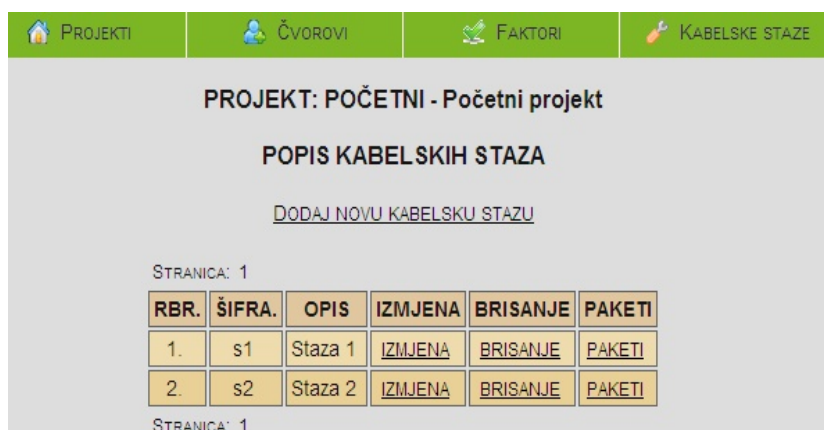 PROJEKTI ČVOROVI FAKTORI KABELSKE STAZE
PROJEKT: POČETNI - Početni projekt
POPIS KABELSKIH STAZA
DODAJ NOVU KABELSKU STAZU
STRANICA: 1
RBR. ŠIFRA. OPIS IZMJENA BRISANJE PAKETI
1. s1 Staza 1 IZMJENA BRISANJE PAKETI
2. s2 Staza 2 IZMJENA BRISANJE PAKETI
STRANICA: 1